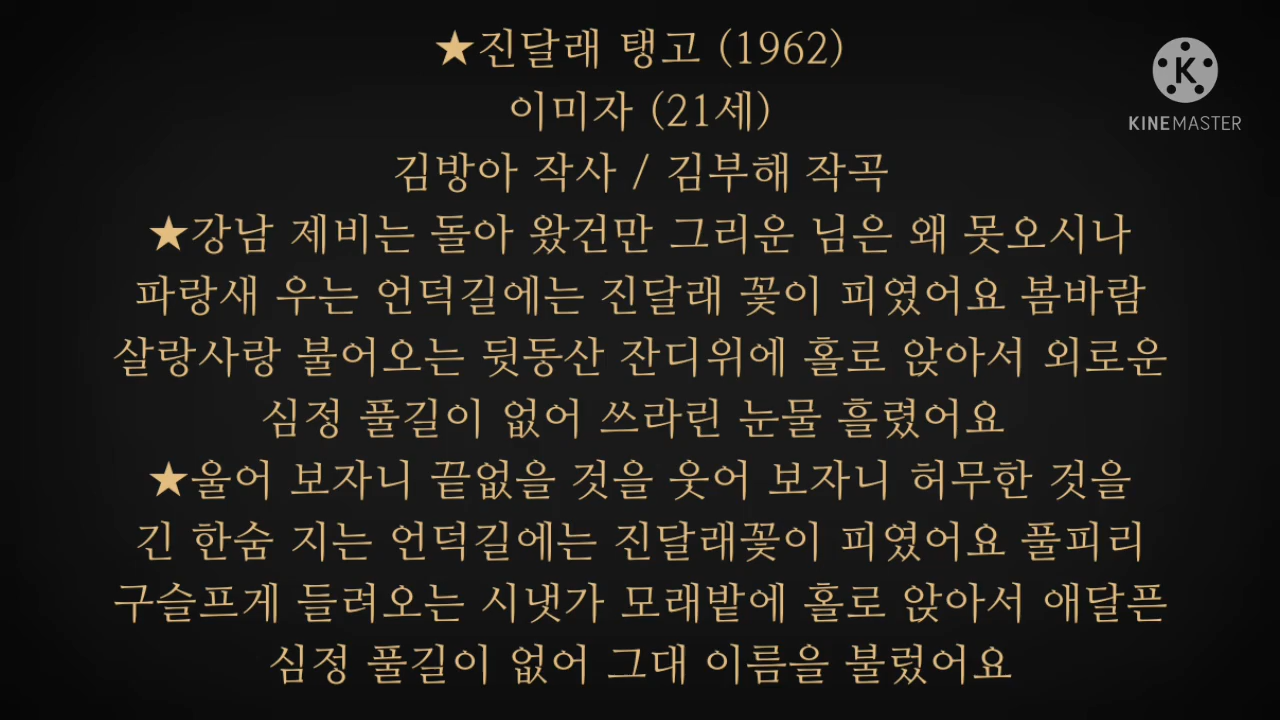 ★진달래 탱고 (1962)
이미자 (21세)
김방아 작사 / 김부해 작곡
★강남 제비는 돌아 왔건만 그리운 님은 왜 못오시나
파랑새 우는 언덕길에는 진달래 꽃이 피였어요 봄바람
살랑사랑 불어오는 뒷동산 잔디위에 홀로 앉아서 외로운
심정 풀길이 없어 쓰라린 눈물 흘렸어요
★울어 보자니 끝없을 것을 웃어 보자니 허무한 것을
긴 한숨 지는 언덕길에는 진달래꽃이 피였어요 풀피리
구슬프게 들려오는 시냇가 모래밭에 홀로 앉아서 애달픈
심정 풀길이 없어 그대 이름을 불렀어요
K
KINEMASTER